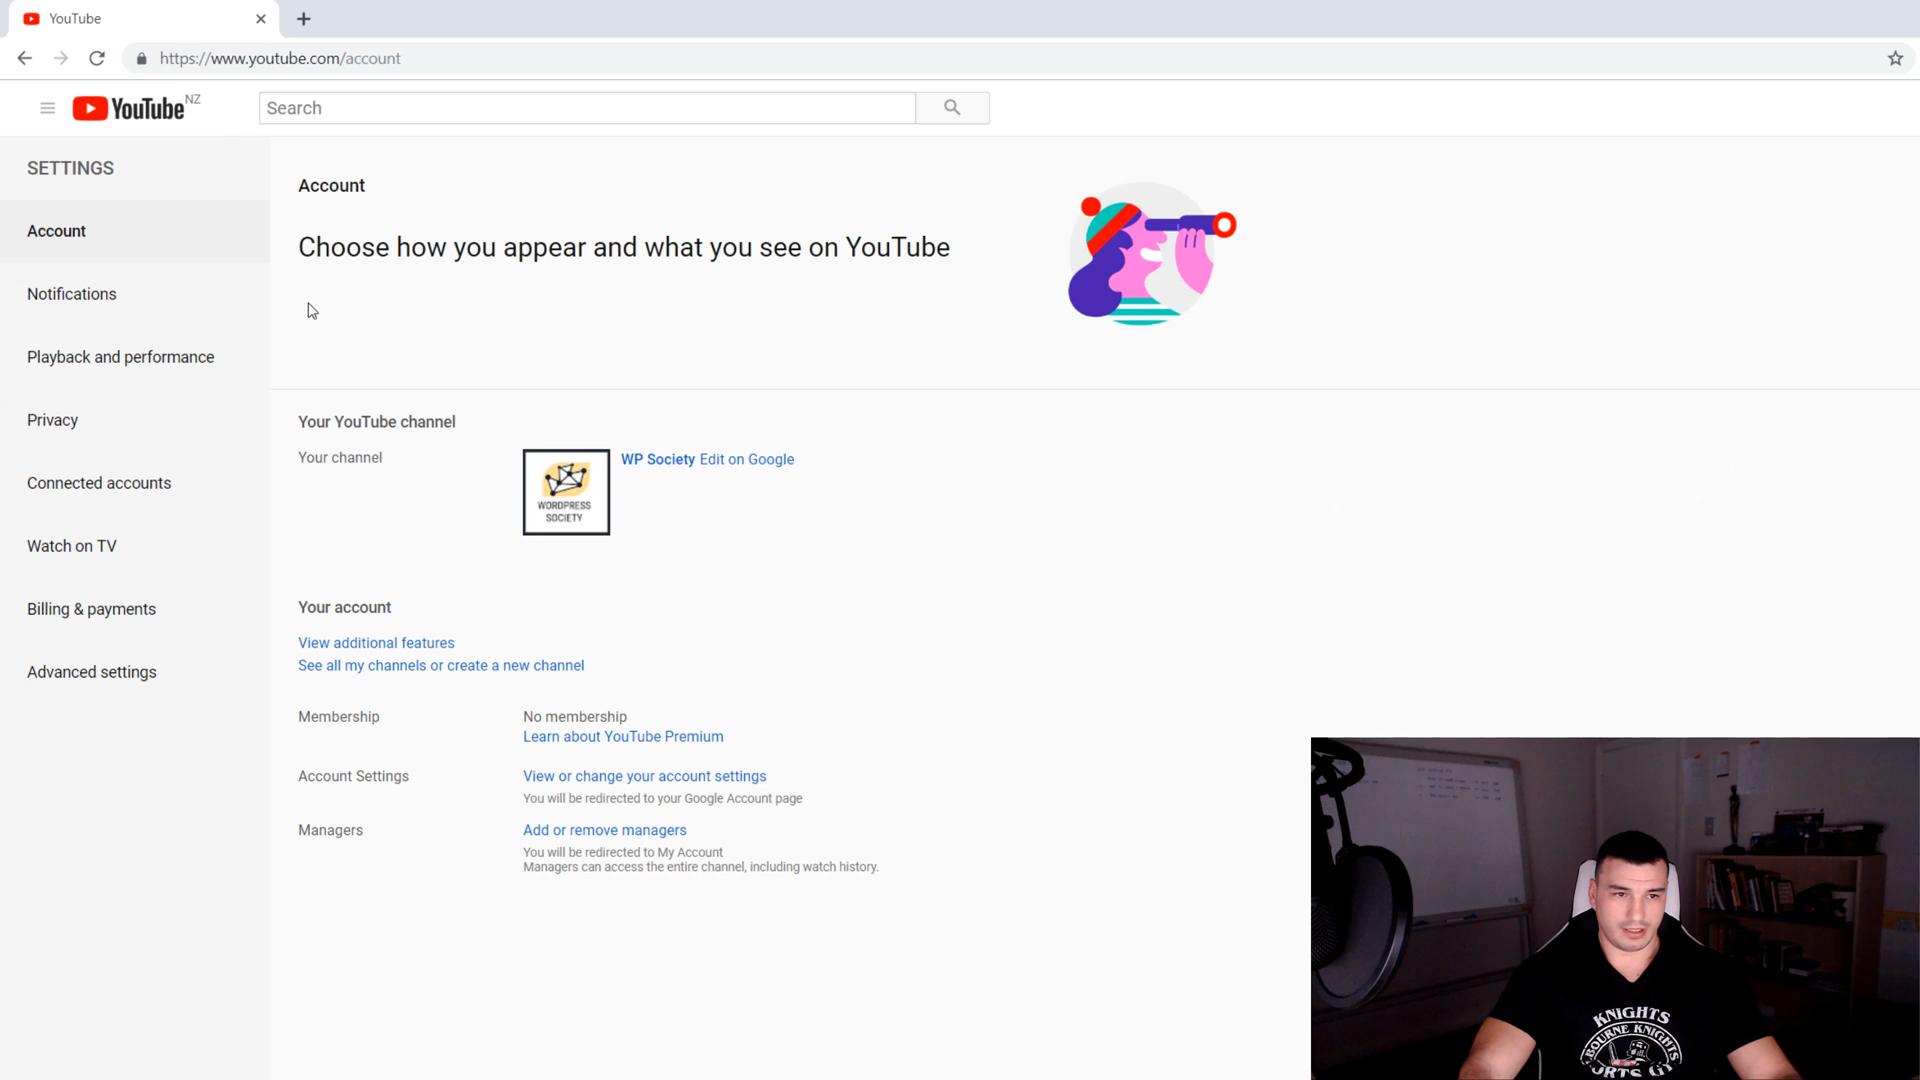 YouTube
https://www.youtube.com/account
YouTube NZ
Search
SETTINGS
Account
Notifications
Playback and performance
Privacy
Connected accounts
Watch on TV
Billing & payments
Advanced settings
Account
Choose how you appear and what you see on YouTube
Your YouTube channel
Your channel
WORDPRESS
SOCIETY
WP Society Edit on Google
Your account
View additional features
See all my channels or create a new channel
Membership
No membership
Learn about YouTube Premium
Account Settings
View or change your account settings
You will be redirected to your Google Account page
Managers
Add or remove managers
You will be redirected to My Account
Managers can access the entire channel, including watch history.
KNIGHTS
BOURNE KNIGHTS